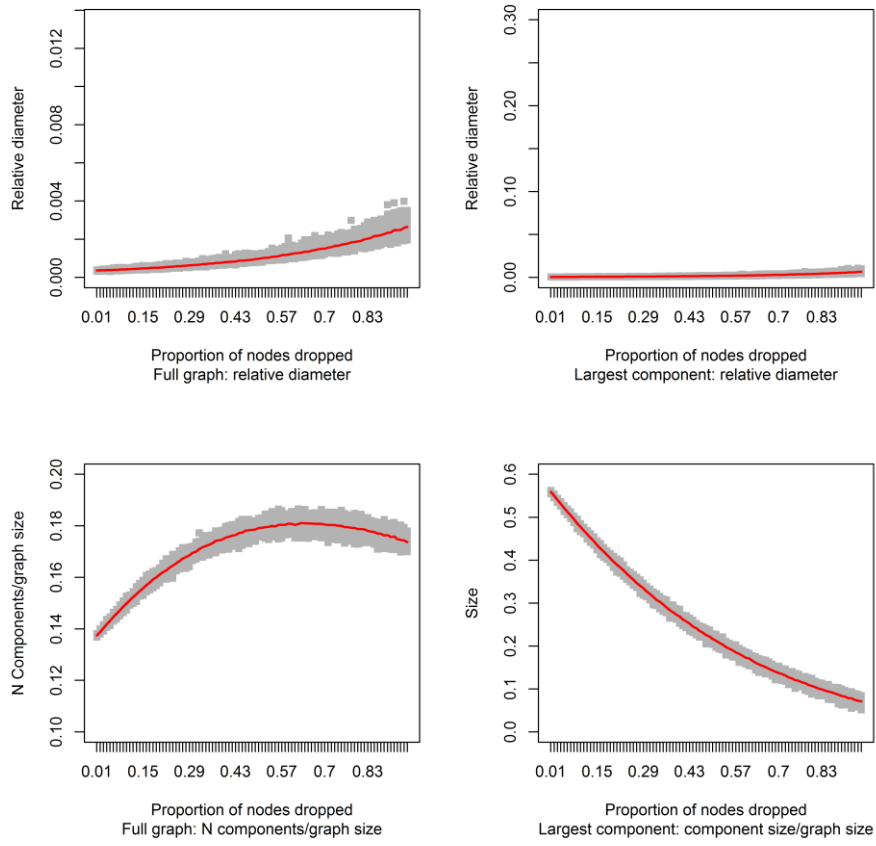 Relative diameter
0.012
0.008
0.004
0.000
0.01 0.15 0.29 0.43 0.57 0.7 0.83
Proportion of nodes dropped
Full graph: relative diameter
Relative diameter
0.30
0.20
0.10
0.00
0.01 0.15 0.29 0.43 0.57 0.7 0.83
Proportion of nodes dropped
Largest component: relative diameter
N Components/graph size
0.20
0.18
0.16
0.14
0.12
0.10
0.01 0.15 0.29 0.43 0.57 0.7 0.83
Proportion of nodes dropped
Full graph: N components/graph size
Size
0.6
0.5
0.4
0.3
0.2
0.1
0.0
0.01 0.15 0.29 0.43 0.57 0.7 0.83
Proportion of nodes dropped
Largest component: component size/graph size